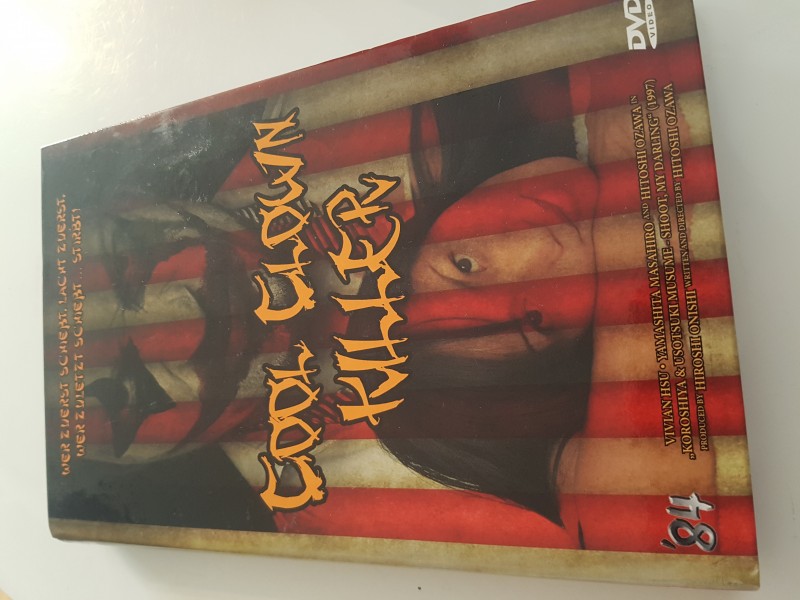 WER ZUERST SCHIEßT, LACHT ZUERST.
WER ZULETZT SCHIEßT ... STIRBT!
COOL CLOWN
KILLER
VIVIAN HSU • YAMASHITA MASAHIRO AND HITOSHI OZAWA IN
„KOROSHIYA & USOTSUKI MUSUME - SHOOT, MY DARLING“ (1997)
PRODUCED BY HIROSHI ONISHI WRITTEN AND DIRECTED BY HITOSHI OZAWA
'84
DVD
VIDEO